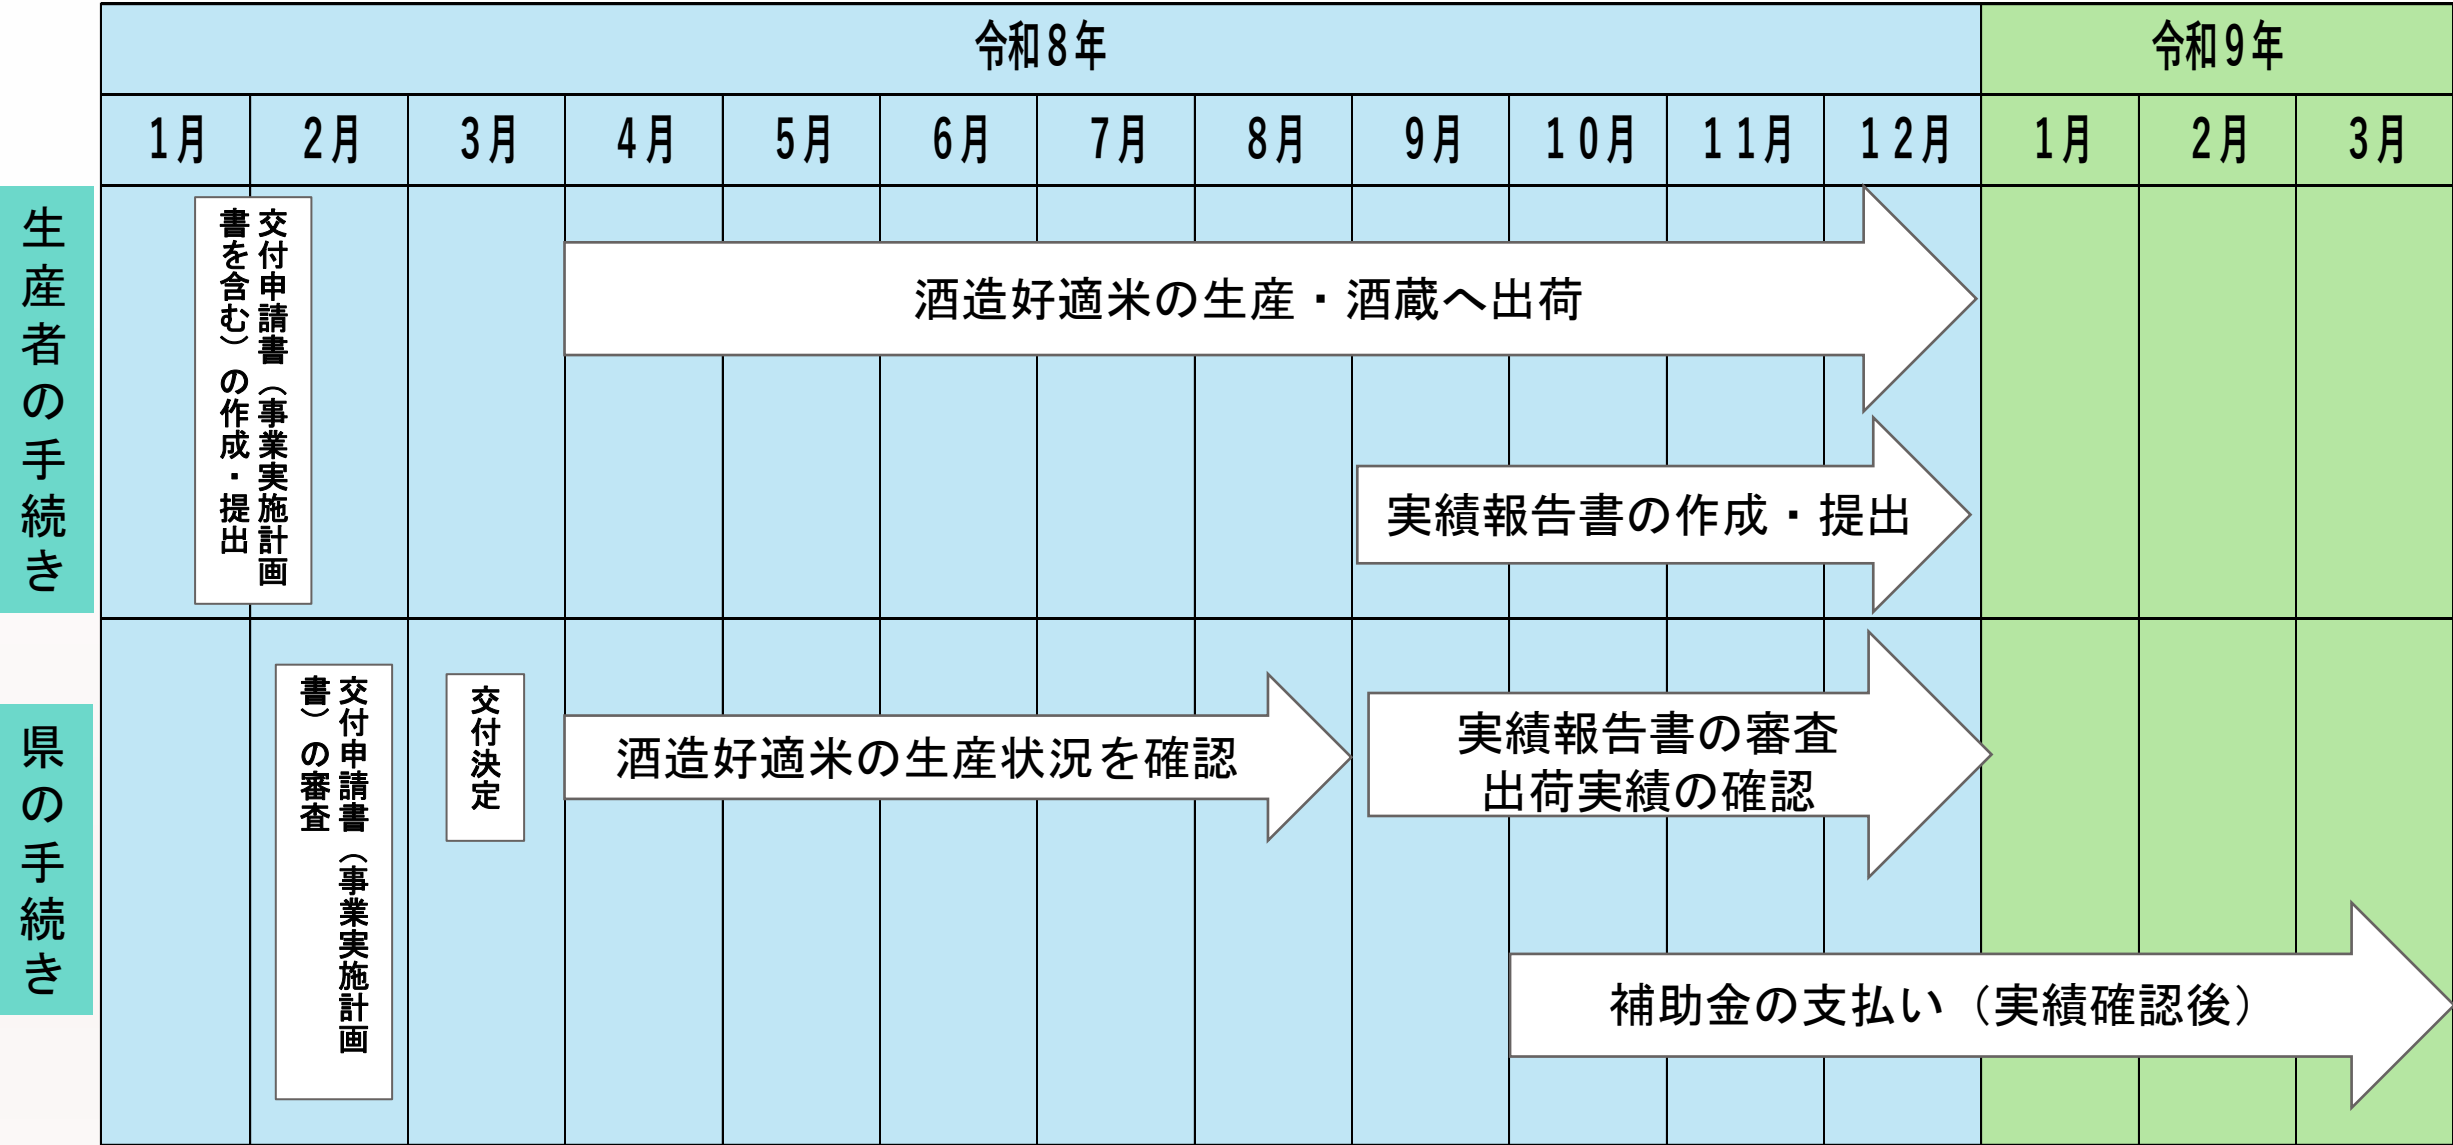 令和８年
令和９年
１月
２月
３月
４月
５月
６月
７月
８月
９月
１０月
１１月
１２月
１月
２月
３月
生産者の手続き
交付申請書（事業実施計画
書を含む）の作成・提出
酒造好適米の生産・酒蔵へ出荷
実績報告書の作成・提出
県の手続き
交付申請書（事業実施計画
書）の審査
交付決定
酒造好適米の生産状況を確認
実績報告書の審査
出荷実績の確認
補助金の支払い（実績確認後）